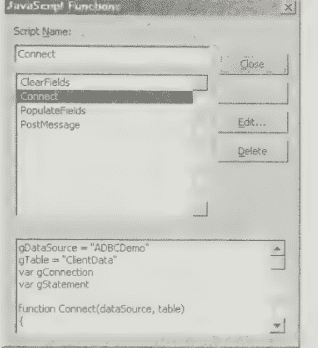 JavaScript Functions
Script Name:
Connect
Close
ClearFields
Connect
PopulateFields
PostMessage
Edit...
Delete
gDataSource = "ADBCDemo"
gTable = "ClientData"
var gConnection
var gStatement
function Connect(dataSource, table)
{